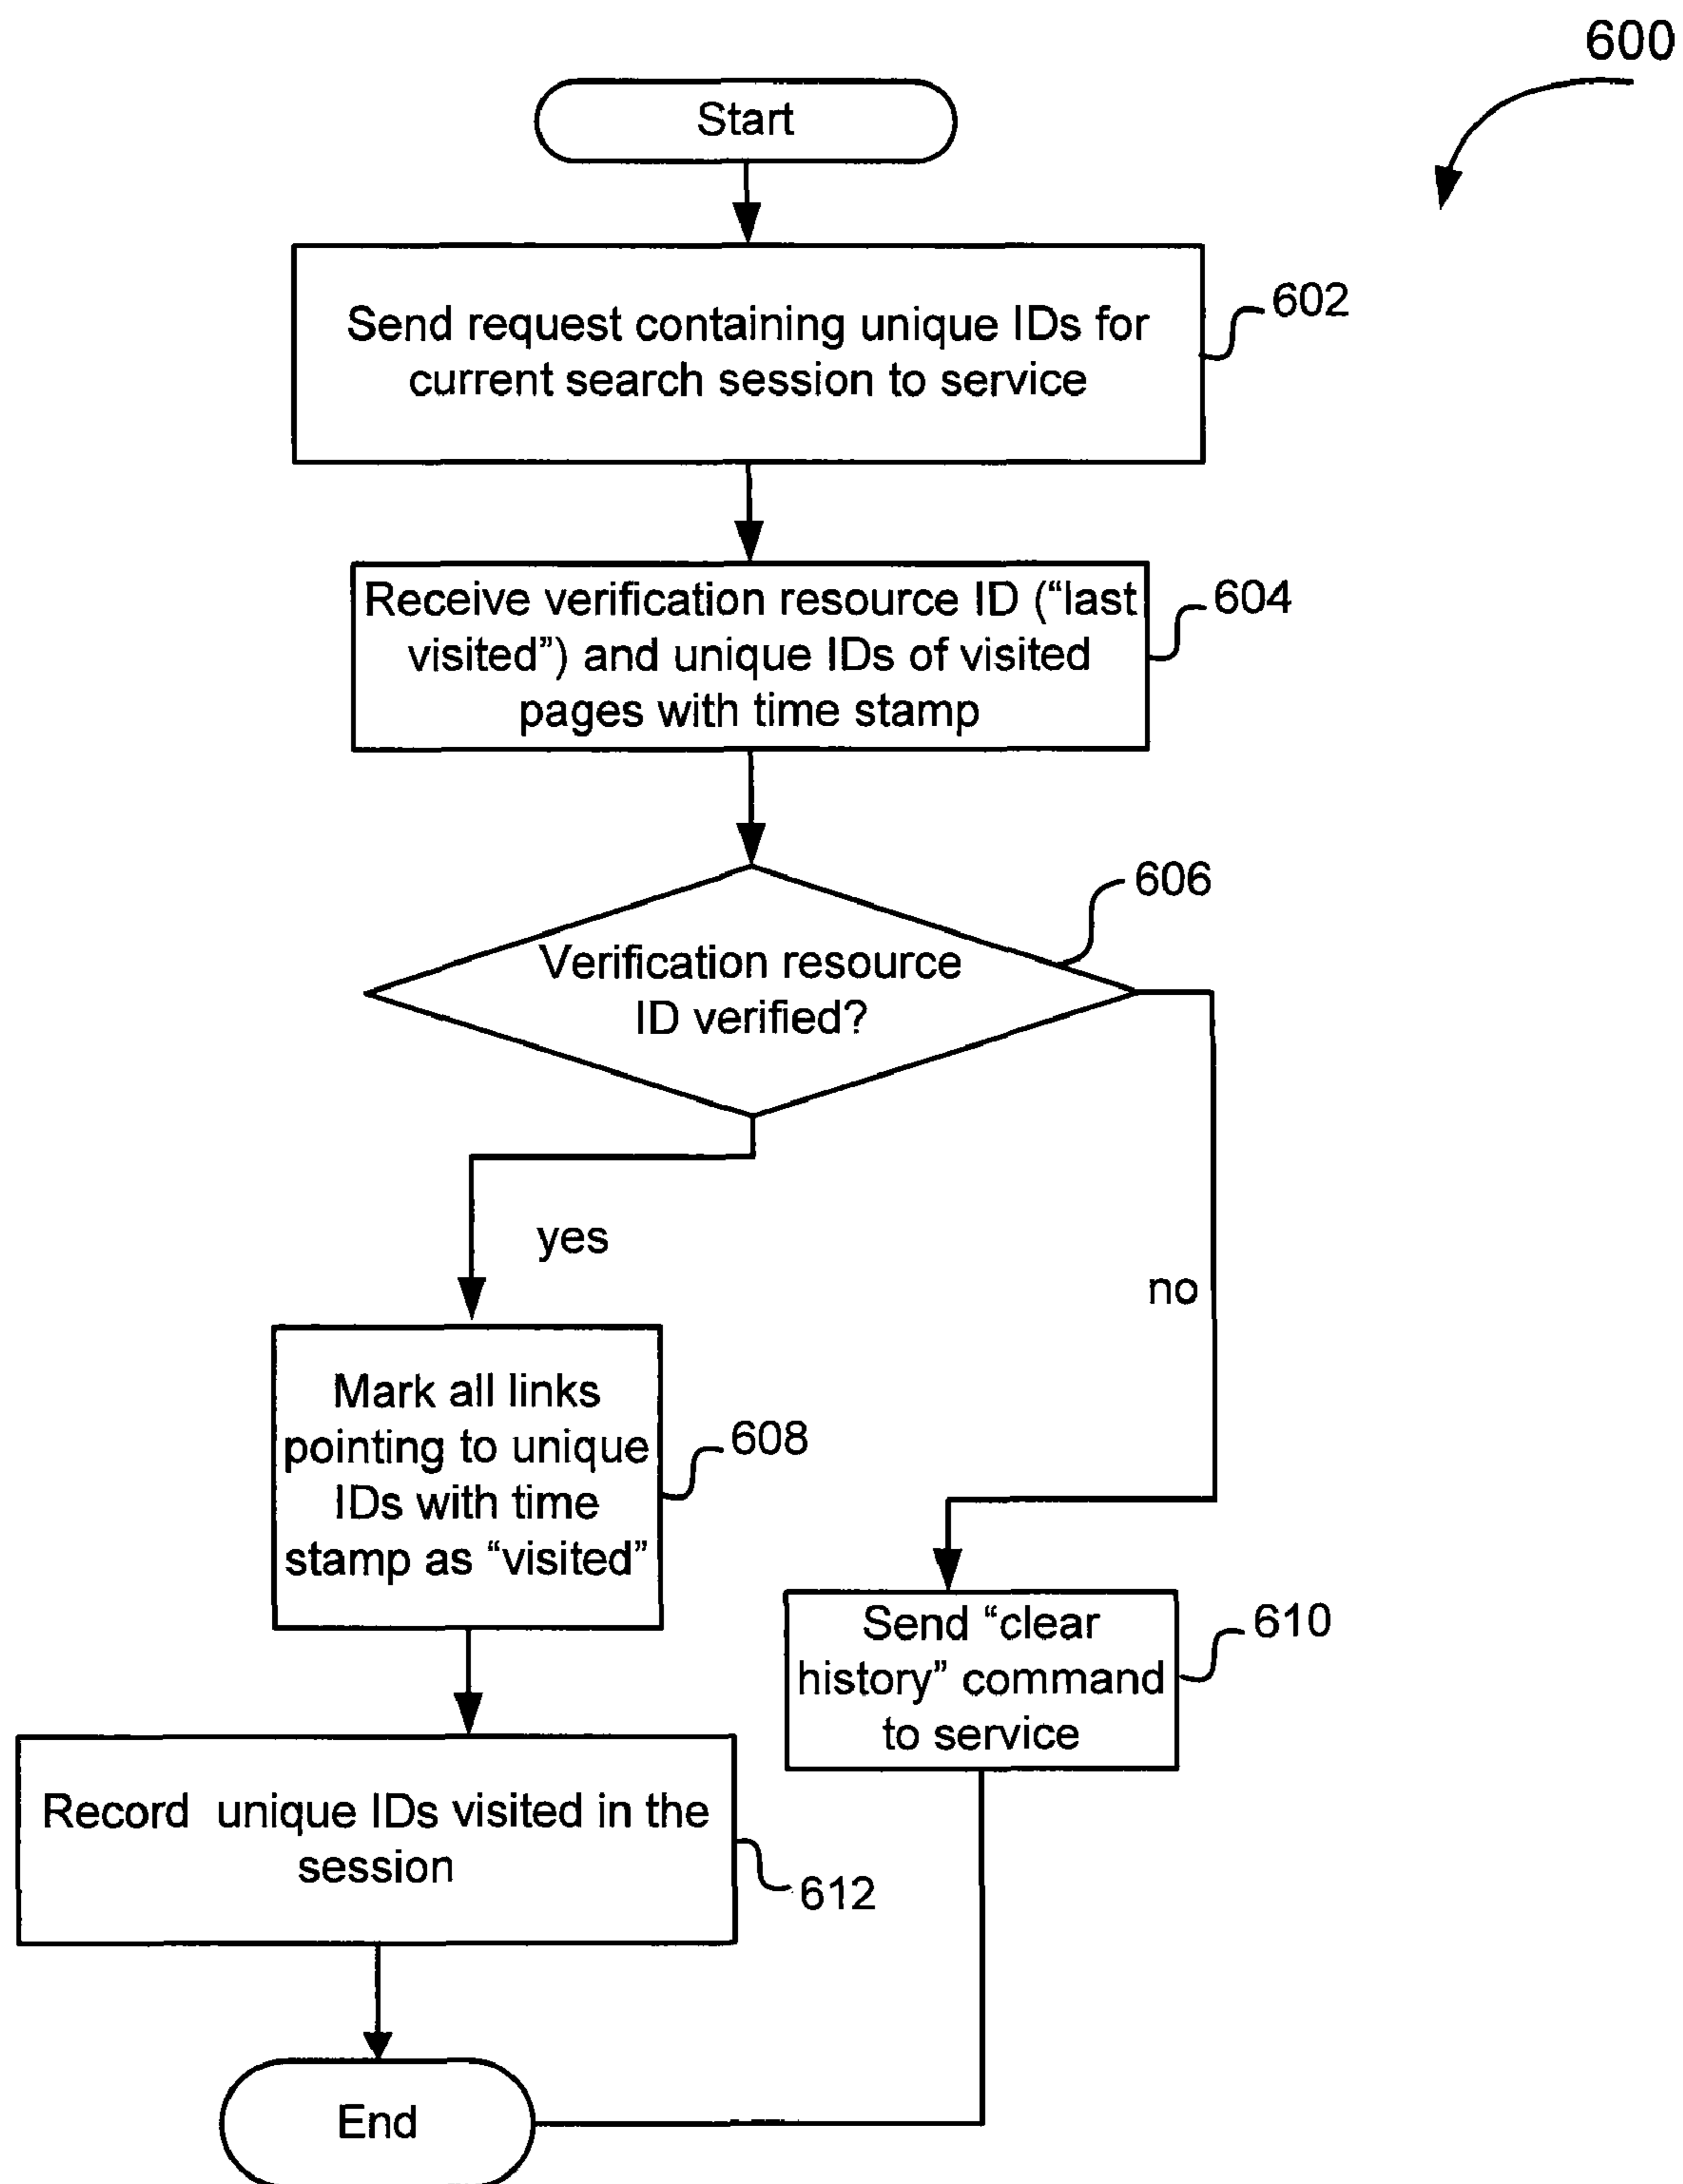 600
Start
Send request containing unique IDs for
current search session to service
602
Receive verification resource ID (“last
visited”) and unique IDs of visited
pages with time stamp
604
606
Verification resource
ID verified?
yes
no
Mark all links
pointing to unique
IDs with time
stamp as “visited”
608
Send “clear
history” command
to service
610
Record unique IDs visited in the
session
612
End